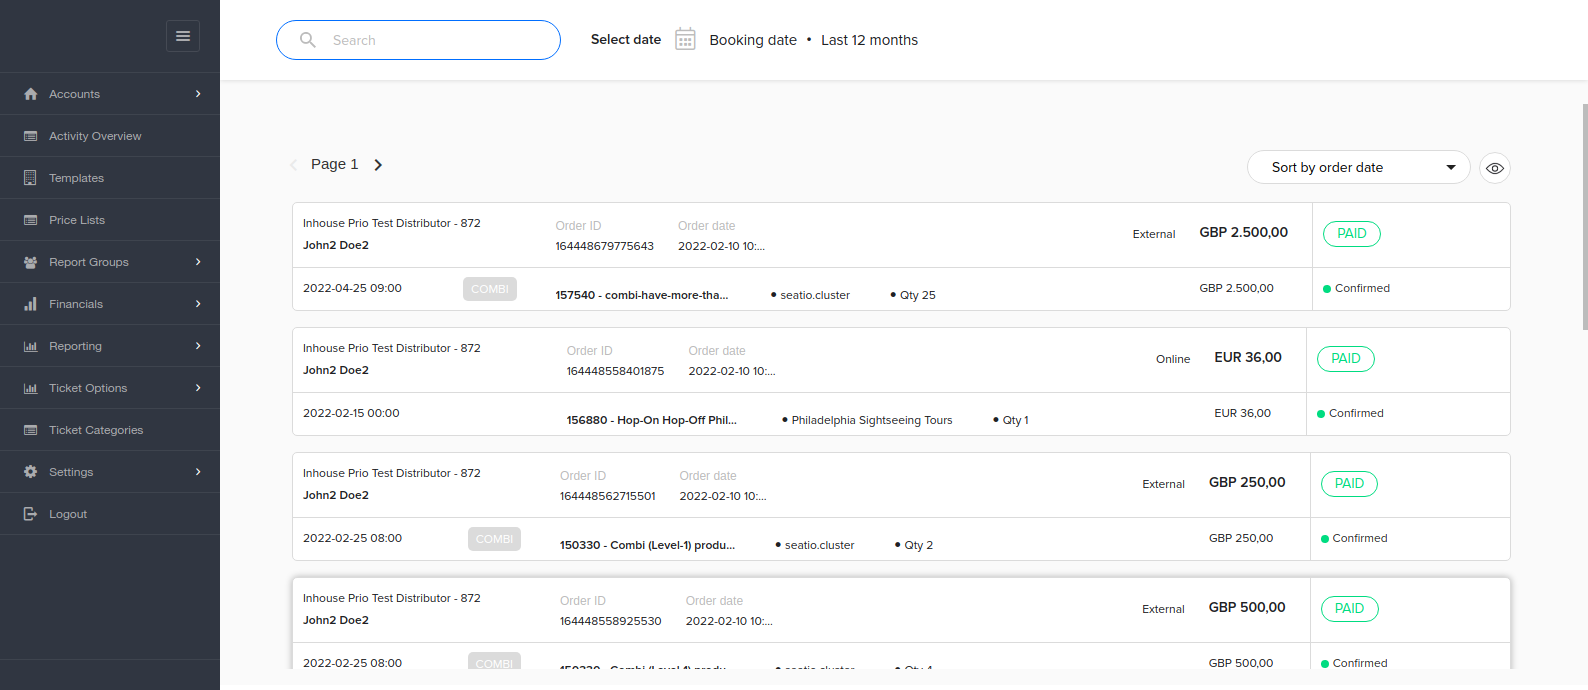 Search
Select date Booking date • Last 12 months
Accounts
Activity Overview
Templates
Price Lists
Report Groups
Financials
Reporting
Ticket Options
Ticket Categories
Settings
Logout
Page 1
Sort by order date
Inhouse Prio Test Distributor - 872 Order ID Order date
John2 Doe2 164448679775643 2022-02-10 10:... External GBP 2.500,00 PAID
2022-04-25 09:00 COMBI 157540 - combi-have-more-tha... • seatio.cluster • Qty 25 GBP 2.500,00 Confirmed
Inhouse Prio Test Distributor - 872 Order ID Order date
John2 Doe2 164448558401875 2022-02-10 10:... Online EUR 36,00 PAID
2022-02-15 00:00 156880 - Hop-On Hop-Off Phil... • Philadelphia Sightseeing Tours • Qty 1 EUR 36,00 Confirmed
Inhouse Prio Test Distributor - 872 Order ID Order date
John2 Doe2 164448562715501 2022-02-10 10:... External GBP 250,00 PAID
2022-02-25 08:00 COMBI 150330 - Combi (Level-1) produ... • seatio.cluster • Qty 2 GBP 250,00 Confirmed
Inhouse Prio Test Distributor - 872 Order ID Order date
John2 Doe2 164448558925530 2022-02-10 10:... External GBP 500,00 PAID
2022-02-25 08:00 COMBI 150330 - Combi (Level-1) produ... • seatio.cluster • Qty 4 GBP 500,00 Confirmed